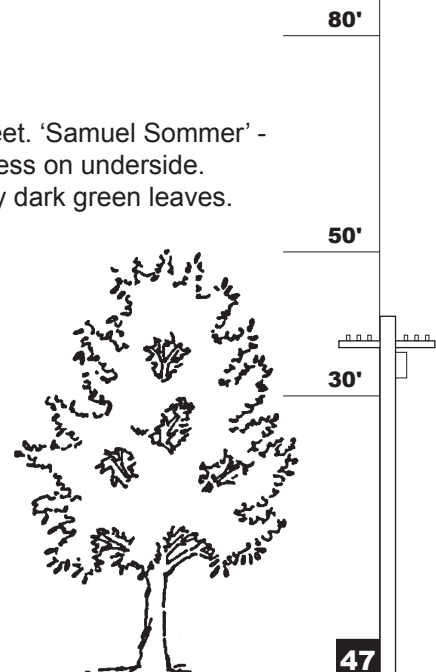 80'
eet. ‘Samuel Sommer’ -
ess on underside.
y dark green leaves.
50'
30'
47